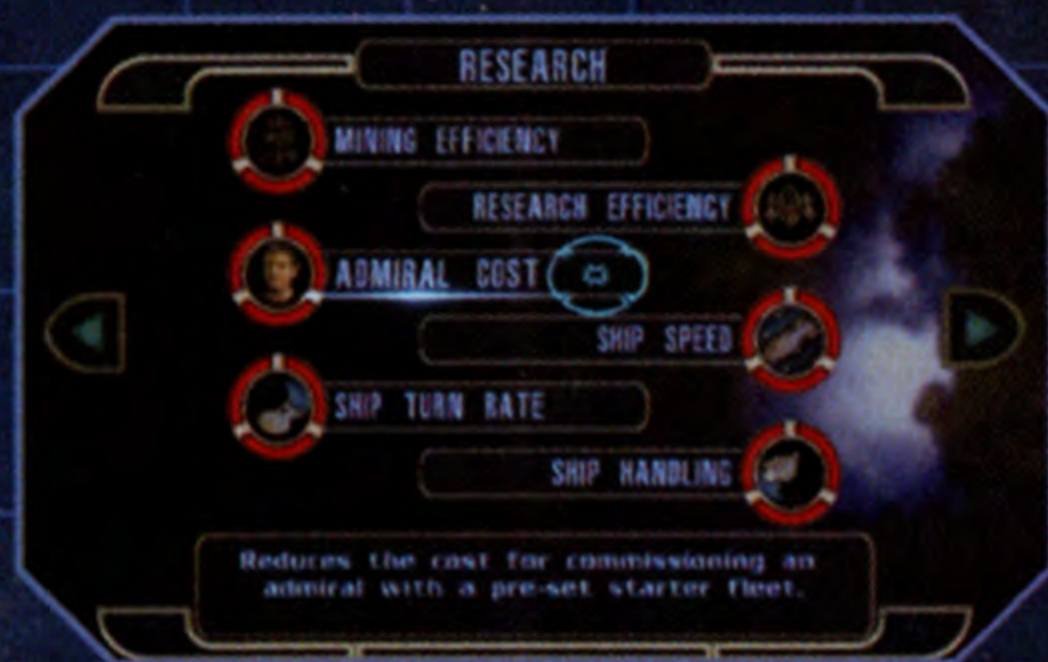 RESEARCH
MINING EFFICIENCY
RESEARCH EFFICIENCY
ADMIRAL COST
SHIP SPEED
SHIP TURN RATE
SHIP HANDLING
Reduces the cost for commissioning an
admiral with a pre-set starter fleet.